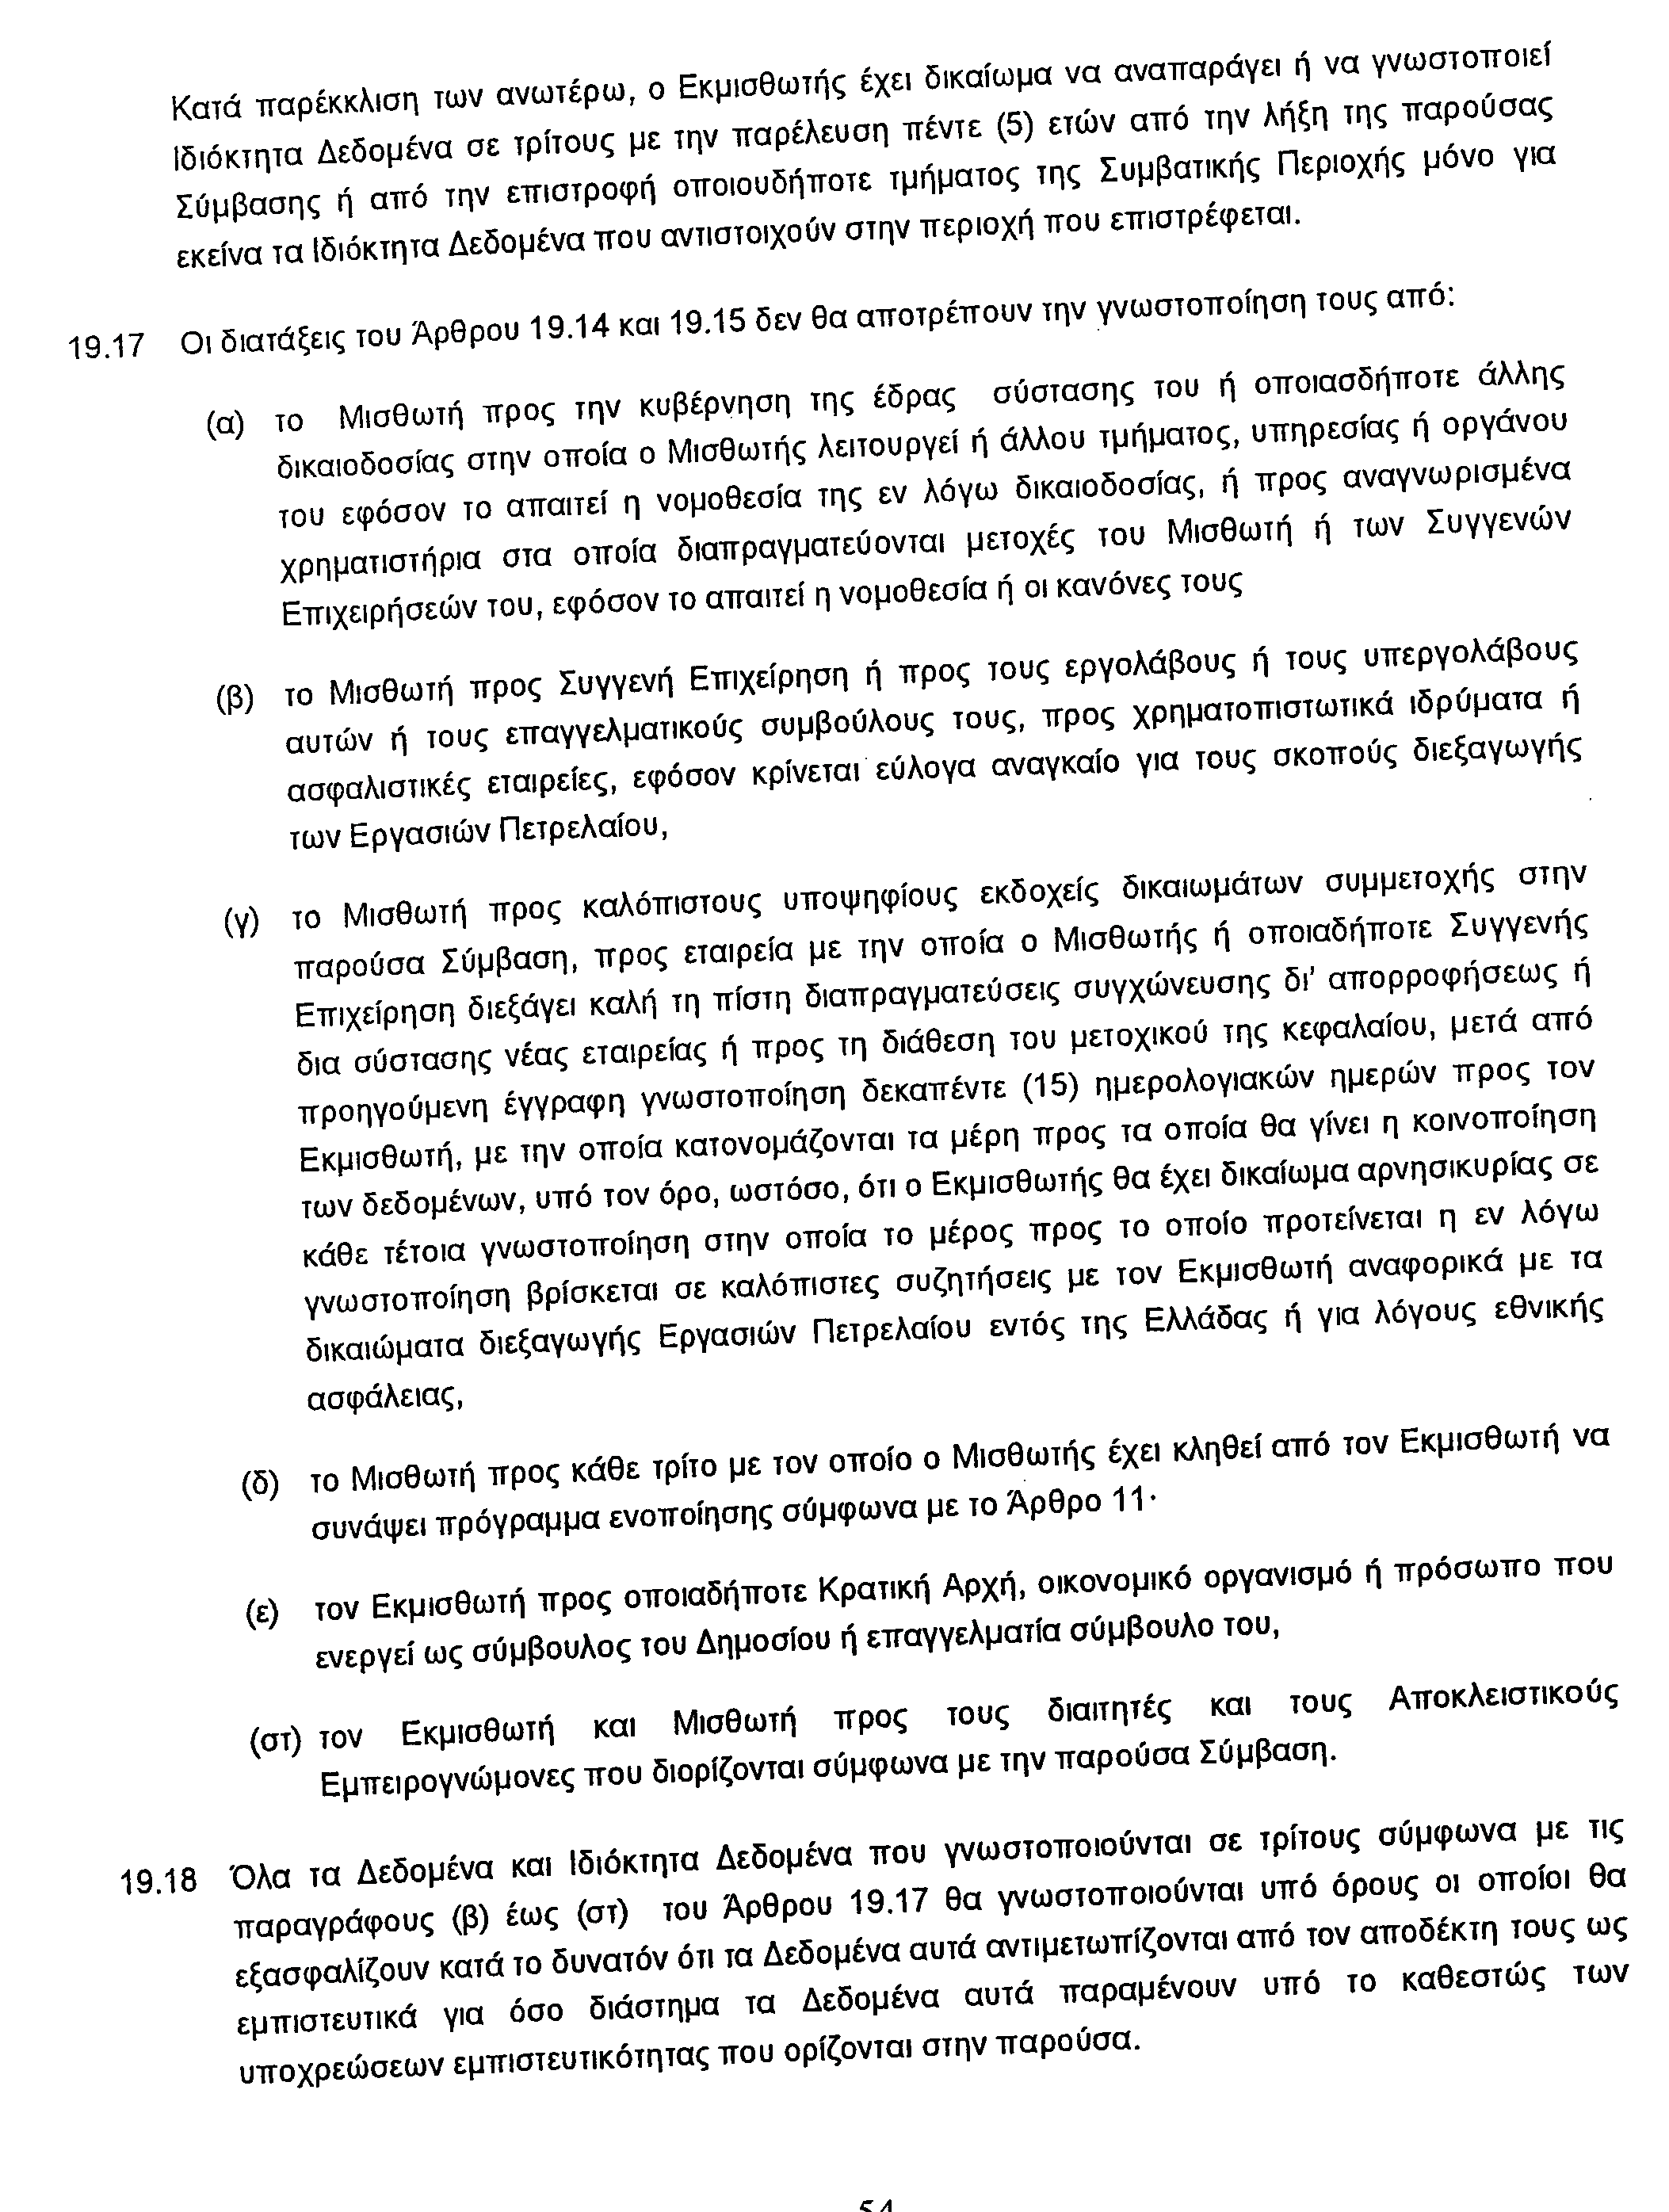 Κατά παρέκκλιση των ανωτέρω, ο Εκμισθωτής έχει δικαίωμα να αναπαράγει ή να γνωστοποιεί
Ιδιόκτητα Δεδομένα σε τρίτους με την παρέλευση πέντε (5) ετών από την λήξη της παρούσας
Σύμβασης ή από την επιστροφή οποιουδήποτε τμήματος της Συμβατικής Περιοχής μόνο για
εκείνα τα Ιδιόκτητα Δεδομένα που αντιστοιχούν στην περιοχή που επιστρέφεται.
19.17 Οι διατάξεις του Άρθρου 19.14 και 19.15 δεν θα αποτρέπουν την γνωστοποίηση τους από:
(α) το Μισθωτή προς την κυβέρνηση της έδρας σύστασης του ή οποιασδήποτε άλλης
δικαιοδοσίας στην οποία ο Μισθωτής λειτουργεί ή άλλου τμήματος, υπηρεσίας ή οργάνου
του εφόσον το απαιτεί η νομοθεσία της εν λόγω δικαιοδοσίας, ή προς αναγνωρισμένα
χρηματιστήρια στα οποία διαπραγματεύονται μετοχές του Μισθωτή ή των Συγγενών
Επιχειρήσεών του, εφόσον το απαιτεί η νομοθεσία ή οι κανόνες τους
(β) το Μισθωτή προς Συγγενή Επιχείρηση ή προς τους εργολάβους ή τους υπεργολάβους
αυτών ή τους επαγγελματικούς συμβούλους τους, προς χρηματοπιστωτικά ιδρύματα ή
ασφαλιστικές εταιρείες, εφόσον κρίνεται εύλογα αναγκαίο για τους σκοπούς διεξαγωγής
των Εργασιών Πετρελαίου,
(γ) το Μισθωτή προς καλόπιστους υποψηφίους εκδοχείς δικαιωμάτων συμμετοχής στην
παρούσα Σύμβαση, προς εταιρεία με την οποία ο Μισθωτής ή οποιαδήποτε Συγγενής
Επιχείρηση διεξάγει καλή τη πίστη διαπραγματεύσεις συγχώνευσης δι' απορροφήσεως ή
δια σύστασης νέας εταιρείας ή προς τη διάθεση του μετοχικού της κεφαλαίου, μετά από
προηγούμενη έγγραφη γνωστοποίηση δεκαπέντε (15) ημερολογιακών ημερών προς τον
Εκμισθωτή, με την οποία κατονομάζονται τα μέρη προς τα οποία θα γίνει η κοινοποίηση
των δεδομένων, υπό τον όρο, ωστόσο, ότι ο Εκμισθωτής θα έχει δικαίωμα αρνησικυρίας σε
κάθε τέτοια γνωστοποίηση στην οποία το μέρος προς το οποίο προτείνεται η εν λόγω
γνωστοποίηση βρίσκεται σε καλόπιστες συζητήσεις με τον Εκμισθωτή αναφορικά με τα
δικαιώματα διεξαγωγής Εργασιών Πετρελαίου εντός της Ελλάδας ή για λόγους εθνικής
ασφάλειας,
(δ) το Μισθωτή προς κάθε τρίτο με τον οποίο ο Μισθωτής έχει κληθεί από τον Εκμισθωτή να
συνάψει πρόγραμμα ενοποίησης σύμφωνα με το Άρθρο 11·
(ε) τον Εκμισθωτή προς οποιαδήποτε Κρατική Αρχή, οικονομικό οργανισμό ή πρόσωπο που
ενεργεί ως σύμβουλος του Δημοσίου ή επαγγελματία σύμβουλο του,
(στ) τον Εκμισθωτή και Μισθωτή προς τους διαιτητές και τους Αποκλειστικούς
Εμπειρογνώμονες που διορίζονται σύμφωνα με την παρούσα Σύμβαση.
19.18 Όλα τα Δεδομένα και Ιδιόκτητα Δεδομένα που γνωστοποιούνται σε τρίτους σύμφωνα με τις
παραγράφους (β) έως (στ) του Άρθρου 19.17 θα γνωστοποιούνται υπό όρους οι οποίοι θα
εξασφαλίζουν κατά το δυνατόν ότι τα Δεδομένα αυτά αντιμετωπίζονται από τον αποδέκτη τους ως
εμπιστευτικά για όσο διάστημα τα Δεδομένα αυτά παραμένουν υπό το καθεστώς των
υποχρεώσεων εμπιστευτικότητας που ορίζονται στην παρούσα.
54